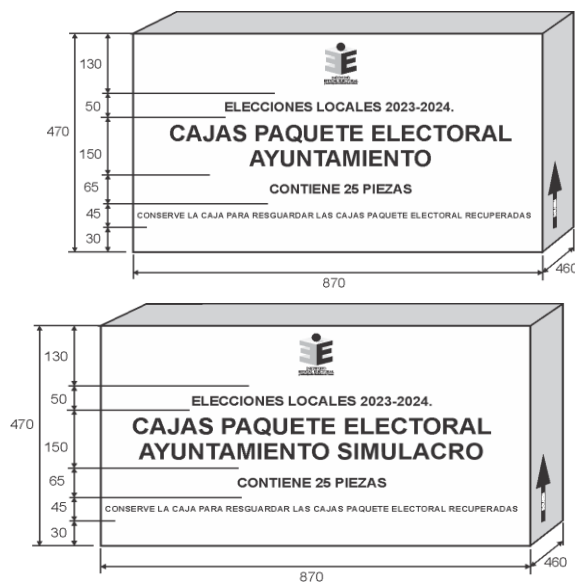 130
ELECCIONES LOCALES 2023-2024.
50
CAJAS PAQUETE ELECTORAL
470
150
AYUNTAMIENTO
65
CONTIENE 25 PIEZAS
45
CONSERVE LA CAJA PARA RESGUARDAR LAS CAJAS PAQUETE ELECTORAL RECUPERADAS
30
870
460
130
ELECCIONES LOCALES 2023-2024.
50
CAJAS PAQUETE ELECTORAL
470
150
AYUNTAMIENTO SIMULACRO
65
CONTIENE 25 PIEZAS
45
CONSERVE LA CAJA PARA RESGUARDAR LAS CAJAS PAQUETE ELECTORAL RECUPERADAS
30
870
460